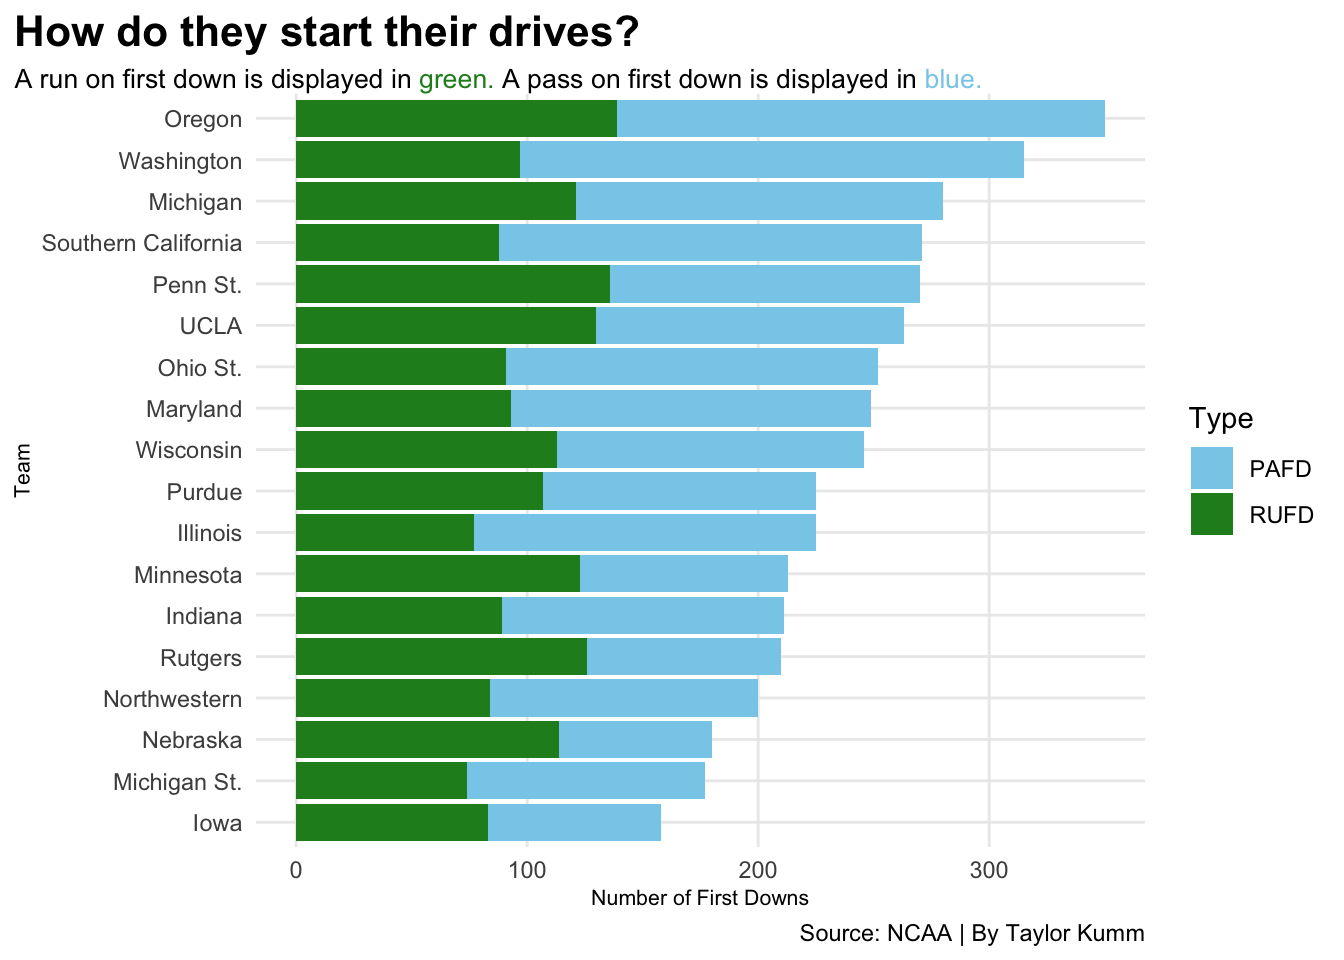 How do they start their drives?
A run on first down is displayed in green. A pass on first down is displayed in blue.
Oregon
Washington
Michigan
Southern California
Penn St.
UCLA
Ohio St.
Maryland
Wisconsin
Purdue
Illinois
Minnesota
Indiana
Rutgers
Northwestern
Nebraska
Michigan St.
Iowa
Team
0 100 200 300
Number of First Downs
Type
PAFD
RUFD
Source: NCAA | By Taylor Kumm